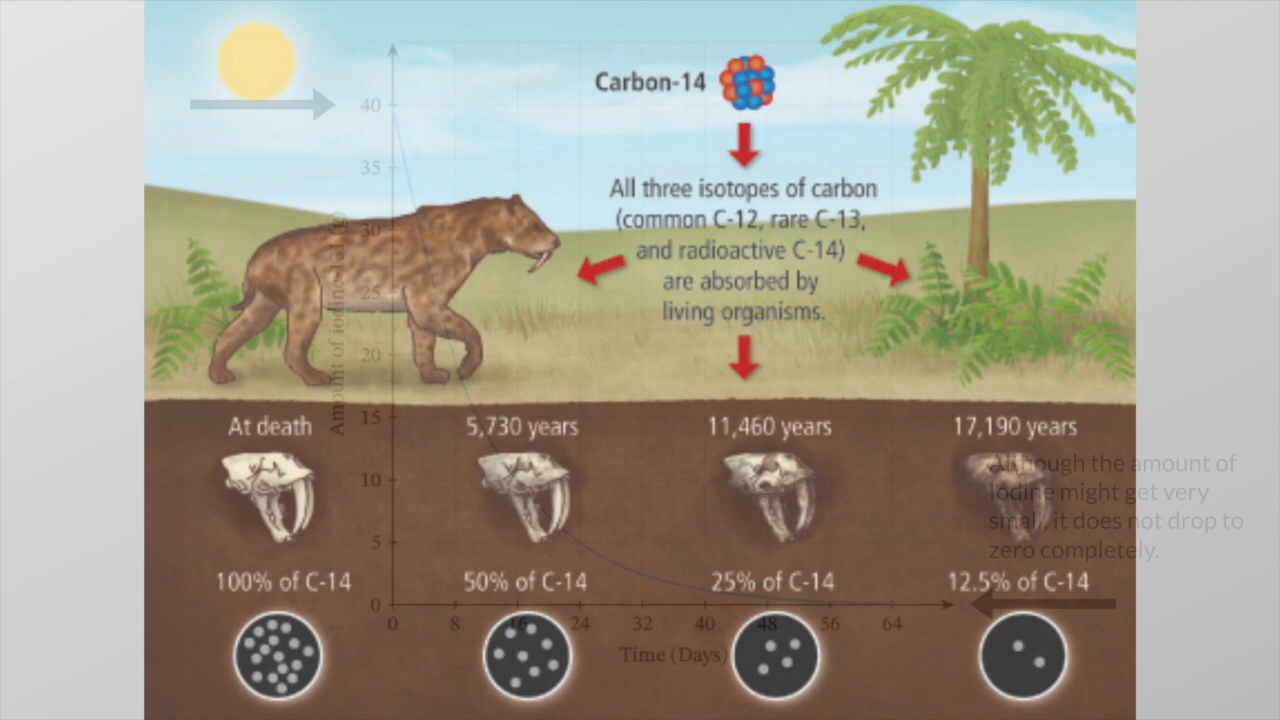 Carbon-14
All three isotopes of carbon
(common C-12, rare C-13,
and radioactive C-14)
are absorbed by
living organisms.
At death
5,730 years
11,460 years
17,190 years
100% of C-14
50% of C-14
25% of C-14
12.5% of C-14
Amount of iodine-131 (g)
40
35
30
25
20
15
10
5
0
0 8 16 24 32 40 48 56 64
Time (Days)
Although the amount of
Iodine might get very
small, it does not drop to
zero completely.